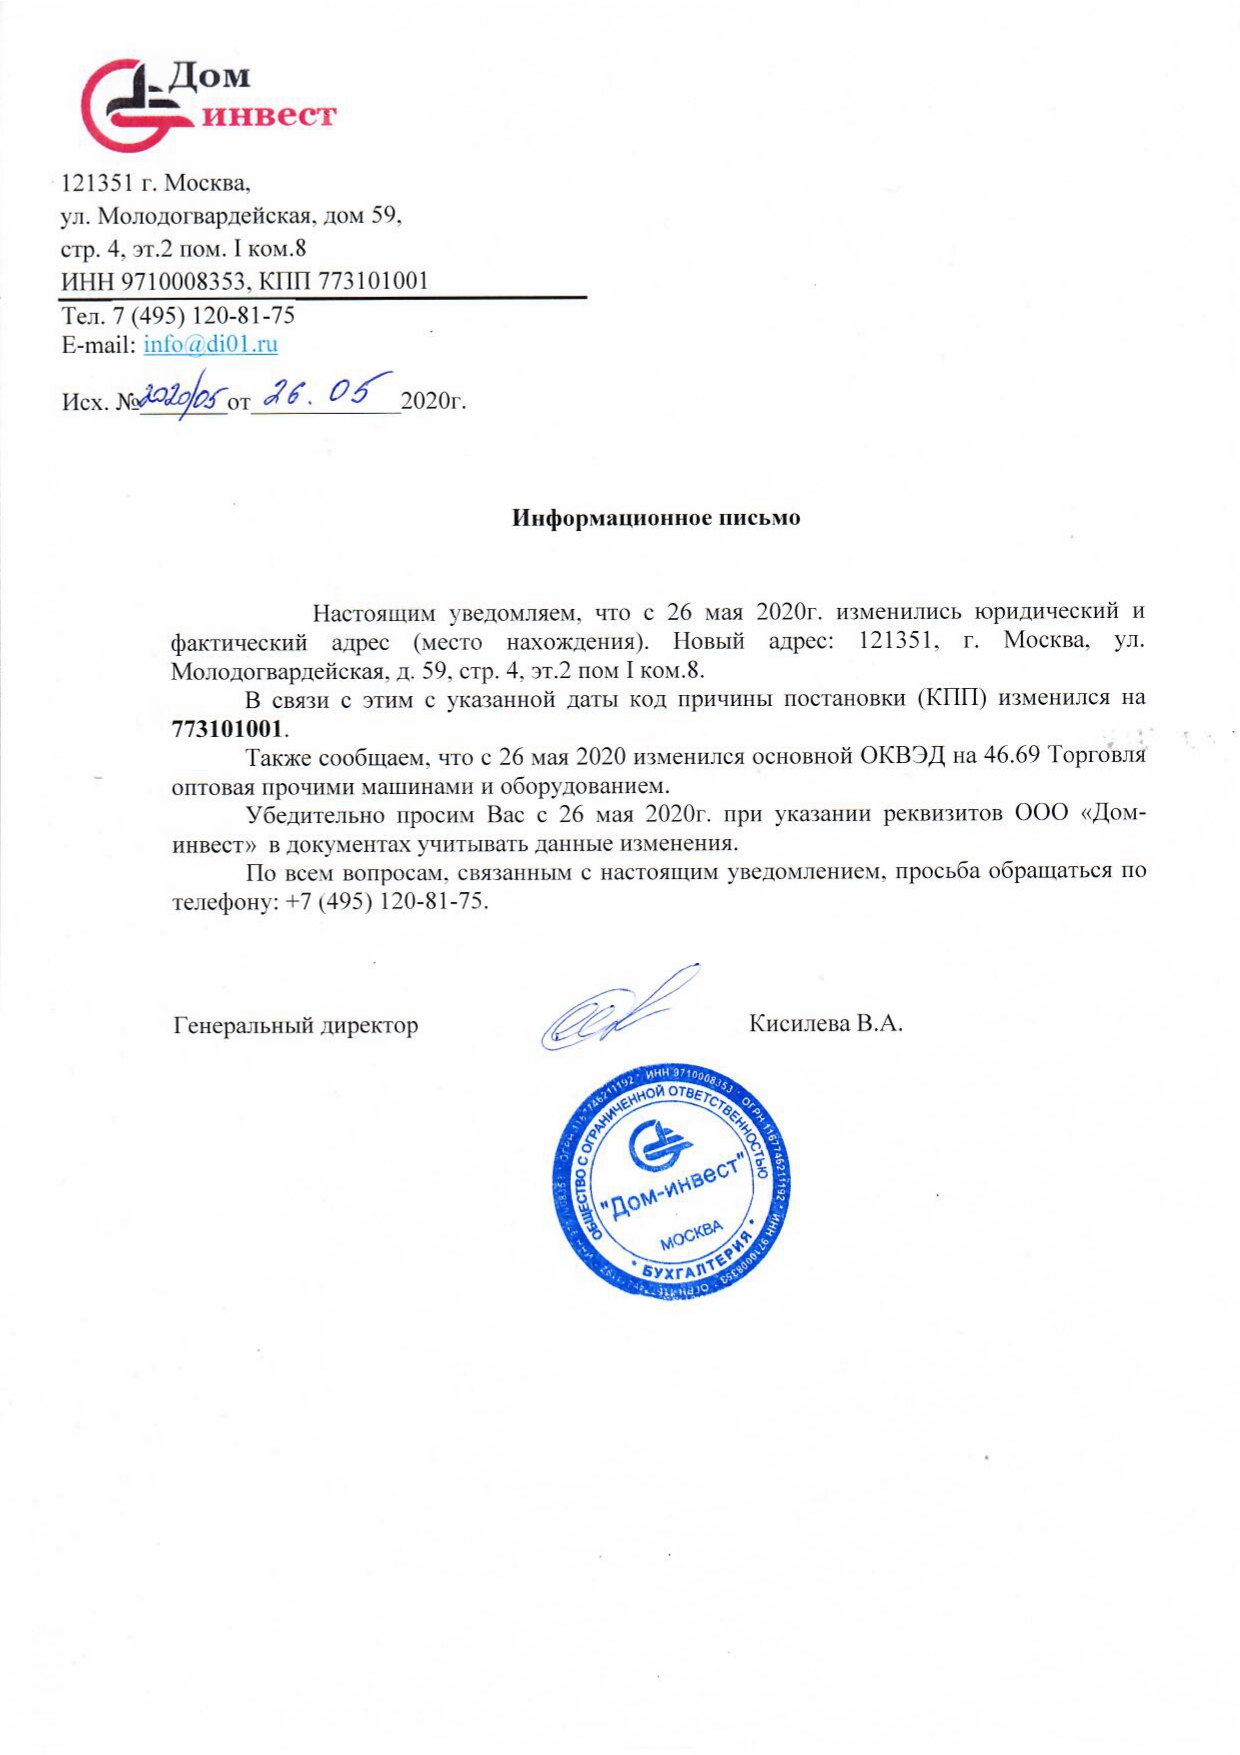 Дом
инвест
121351 г. Москва,
ул. Молодогвардейская, дом 59,
стр. 4, эт.2 пом. I ком.8
ИНН 9710008353, КПП 773101001
Тел. 7 (495) 120-81-75
E-mail: info@di01.ru
Исх. № 2020/05 от 26.05 2020г.
Информационное письмо
Настоящим уведомляем, что с 26 мая 2020г. изменились юридический и
фактический адрес (место нахождения). Новый адрес: 121351, г. Москва, ул.
Молодогвардейская, д. 59, стр. 4, эт.2 пом I ком.8.
В связи с этим с указанной даты код причины постановки (КПП) изменился на
773101001.
Также сообщаем, что с 26 мая 2020 изменился основной ОКВЭД на 46.69 Торговля
оптовая прочими машинами и оборудованием.
Убедительно просим Вас с 26 мая 2020г. при указании реквизитов ООО «Дом-
инвест» в документах учитывать данные изменения.
По всем вопросам, связанным с настоящим уведомлением, просьба обращаться по
телефону: +7 (495) 120-81-75.
Генеральный директор Кисилева В.А.
ИНН 9710008353 * ОГРН 1167746211192 * ИНН 9710008353
ОБЩЕСТВО С ОГРАНИЧЕННОЙ ОТВЕТСТВЕННОСТЬЮ
"Дом-инвест"
МОСКВА
* БУХГАЛТЕРИЯ *